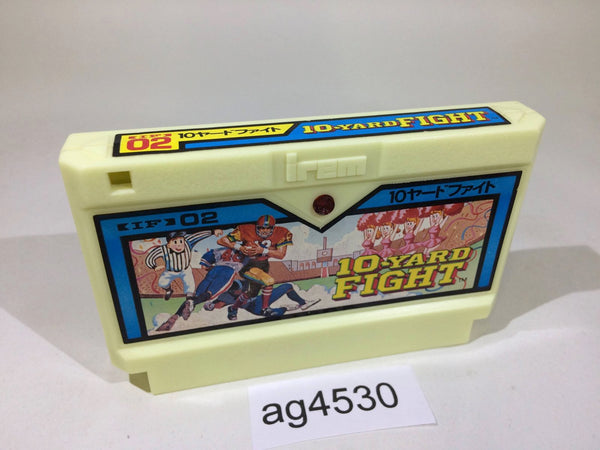 IF 02
10ヤードファイト
10-YARD FIGHT
irem
IF 02
10ヤードファイト
10-YARD
FIGHT
TM
ag4530